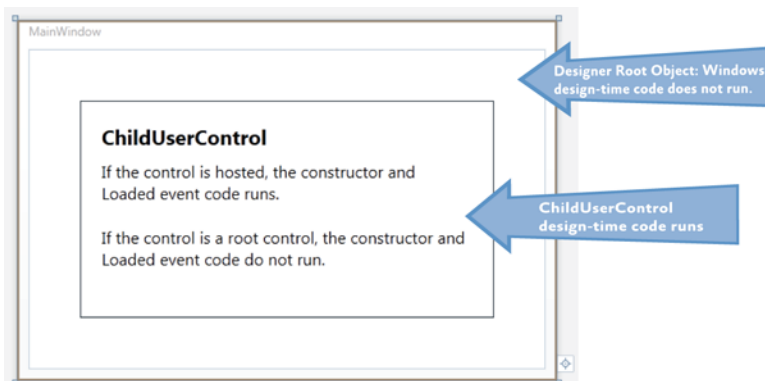 MainWindow
Designer Root Object: Windows
design-time code does not run.
ChildUserControl
If the control is hosted, the constructor and
Loaded event code runs.
If the control is a root control, the constructor and
Loaded event code do not run.
ChildUserControl
design-time code runs